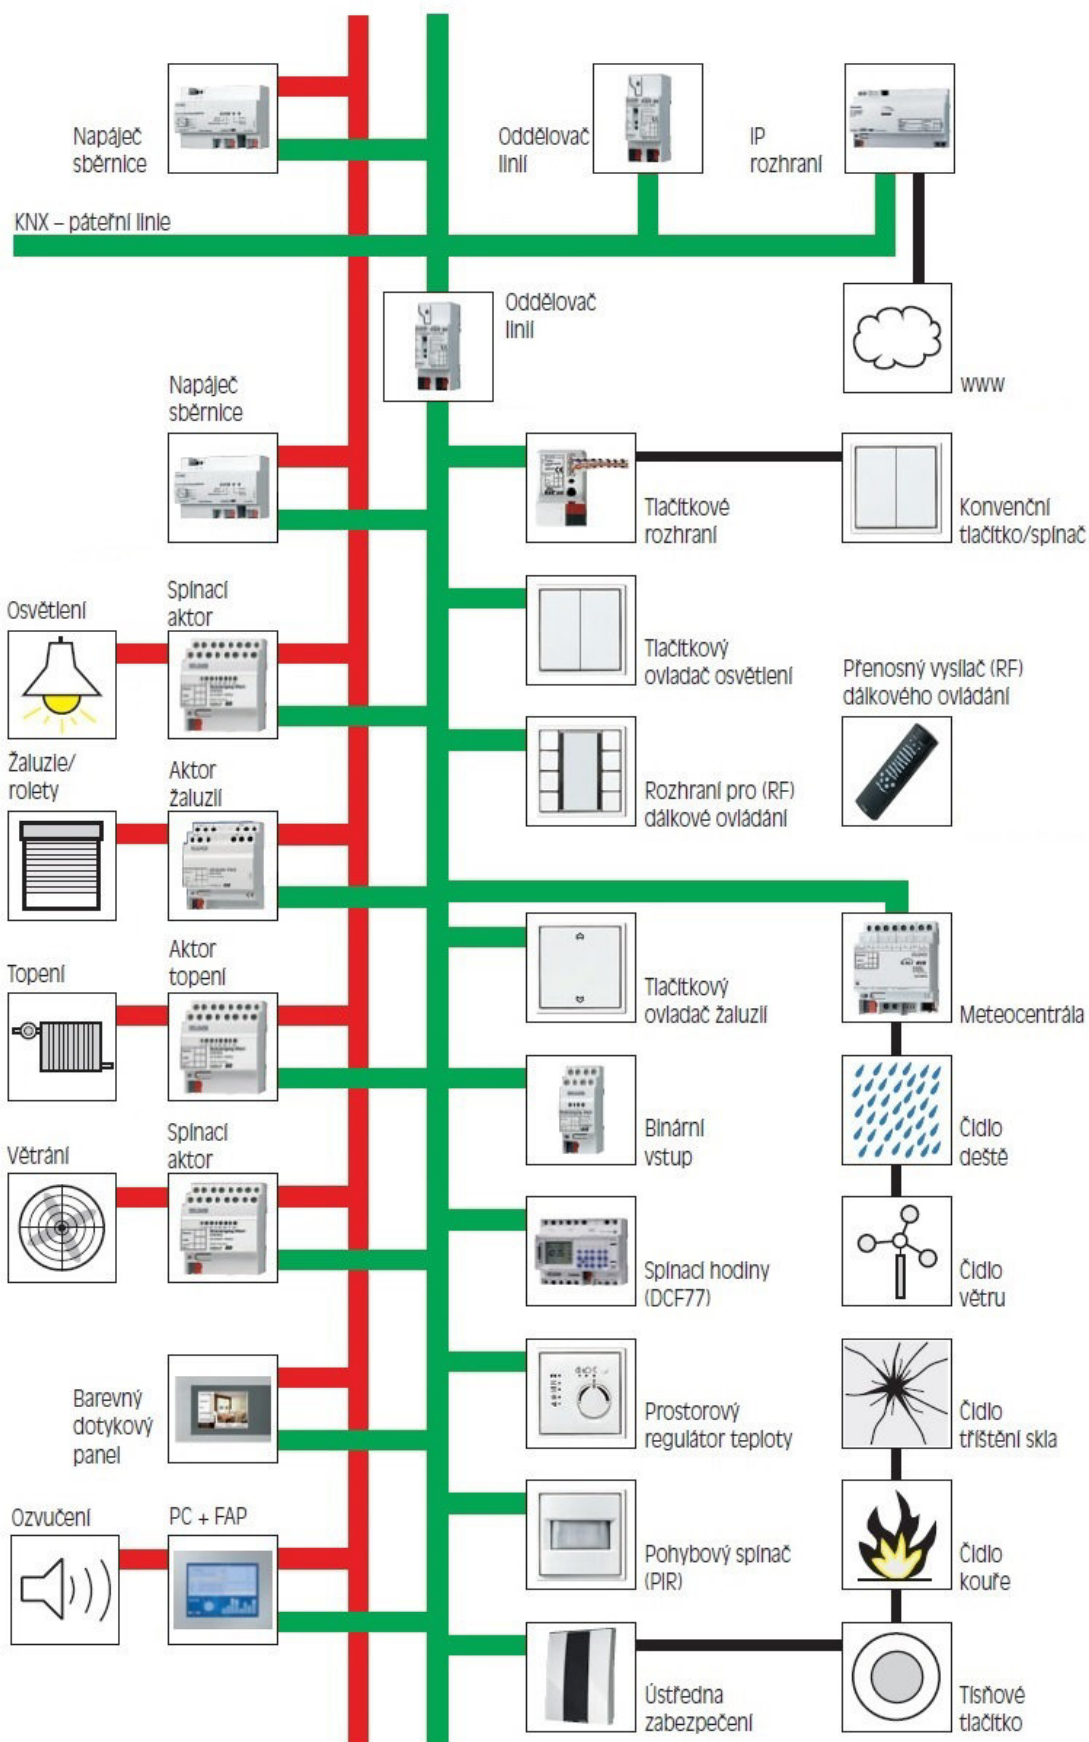 Napáječ
sběrnice
Oddělovač
linií
IP
rozhraní
KNX – páteřní linie
Oddělovač
linií
www
Napáječ
sběrnice
Tlačítkové
rozhraní
Konvenční
tlačítko/spínač
Osvětlení
Spínací
aktor
Tlačítkový
ovladač osvětlení
Přenosný vysílač (RF)
dálkového ovládání
Žaluzie/
rolety
Aktor
žaluzií
Rozhraní pro (RF)
dálkové ovládání
Topení
Aktor
topení
Tlačítkový
ovladač žaluzií
Meteocentrála
Větrání
Spínací
aktor
Binární
vstup
Čidlo
deště
Spínací hodiny
(DCF77)
Čidlo
větru
Barevný
dotykový
panel
Prostorový
regulátor teploty
Čidlo
tříštění skla
Ozvučení
PC + FAP
Pohybový spínač
(PIR)
Čidlo
kouře
Ústředna
zabezpečení
Tísňové
tlačítko